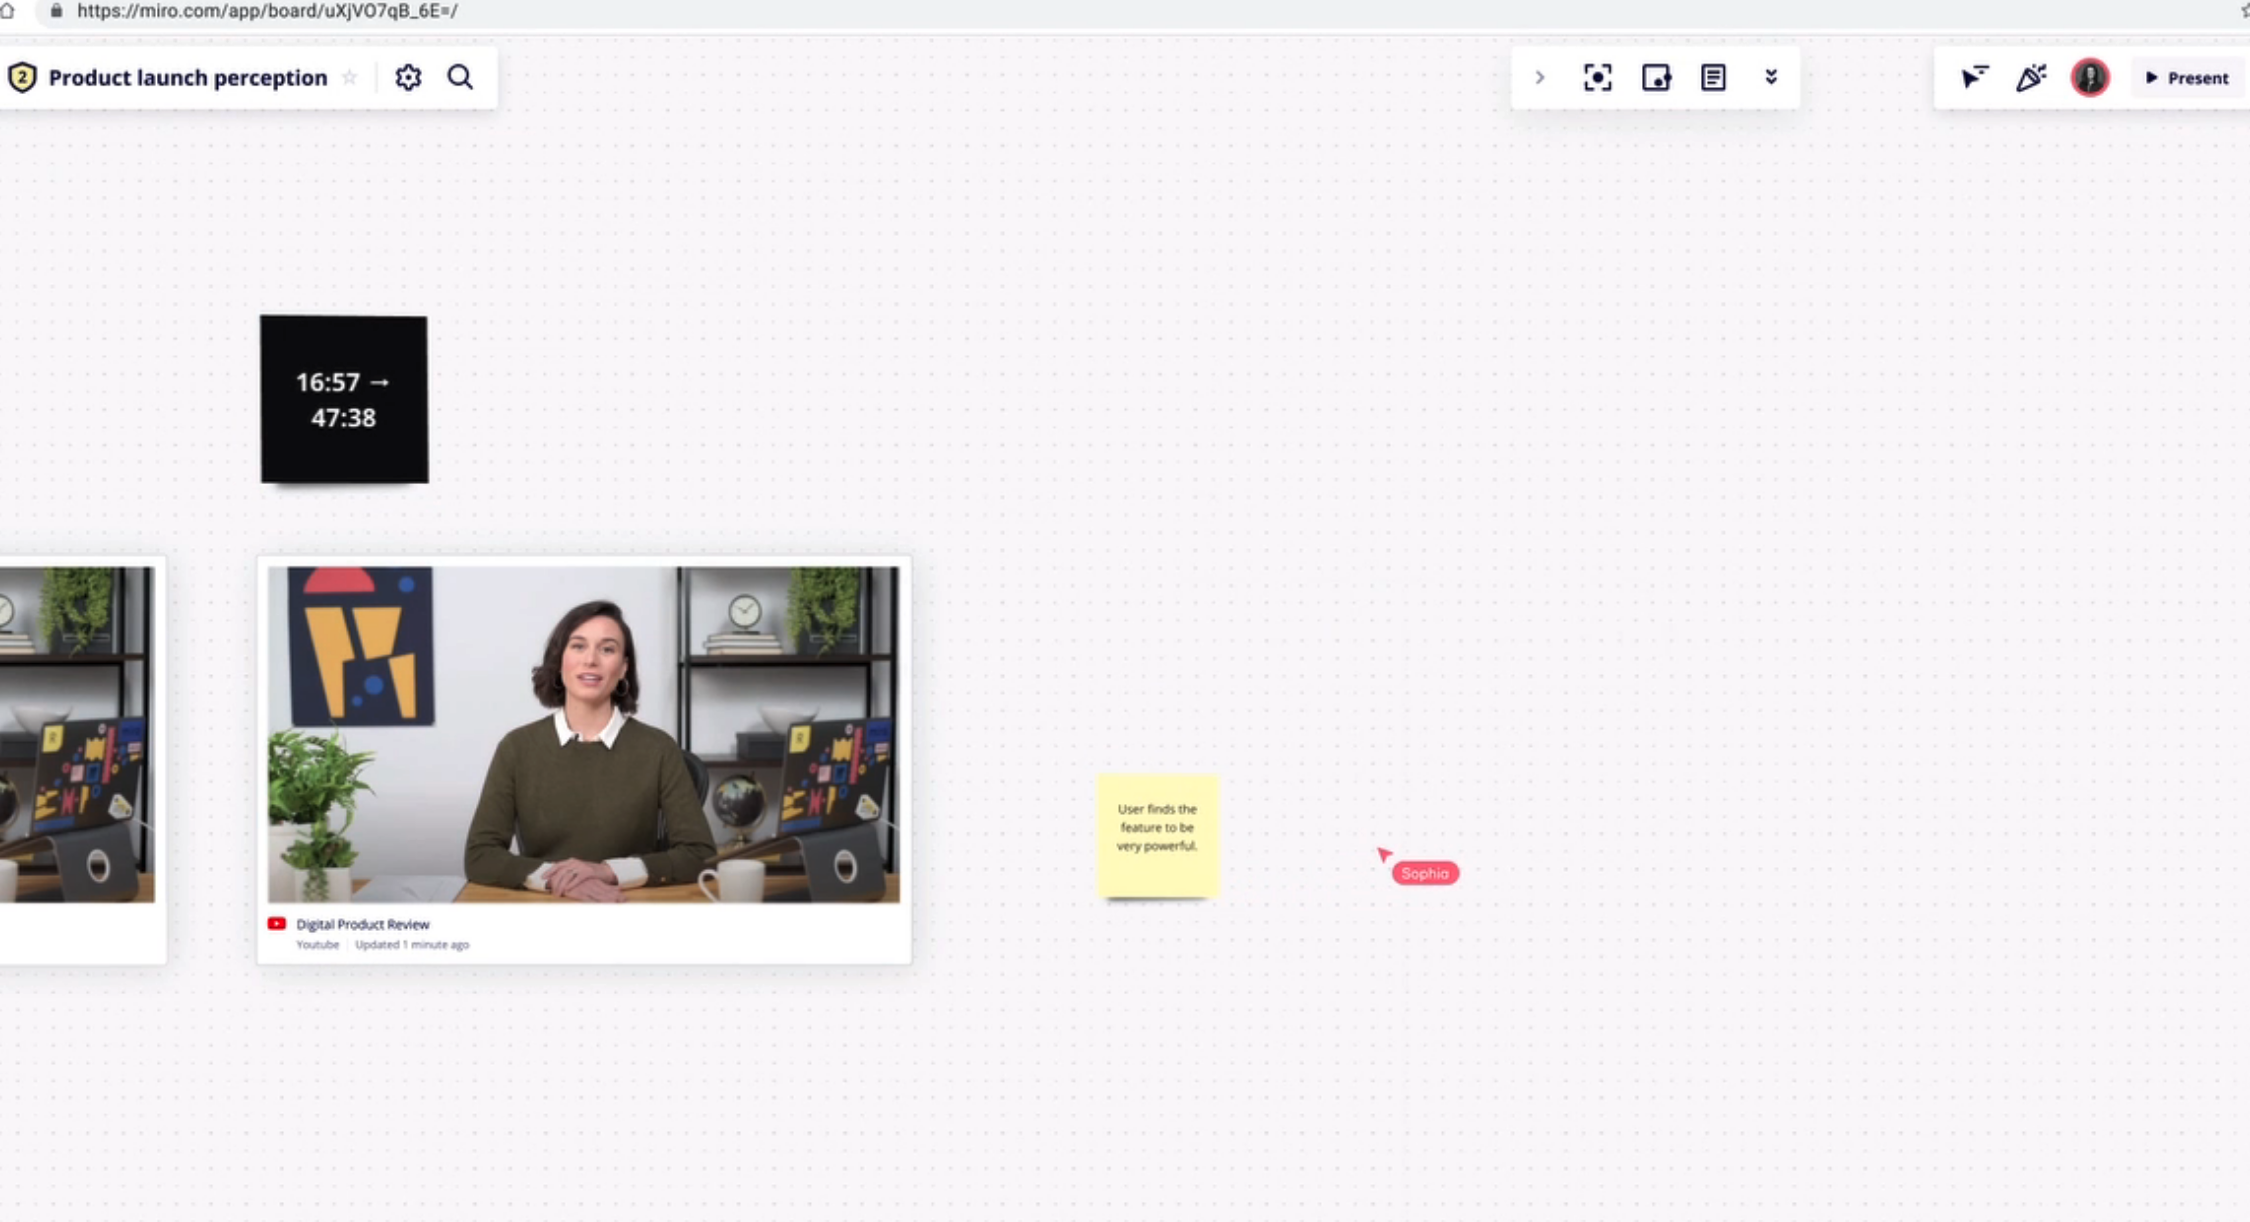 https://miro.com/app/board/uXjVO7qB_6E=/
2 Product launch perception
Present
16:57 →
47:38
User finds the
feature to be
very powerful.
Sophia
Digital Product Review
Youtube | Updated 1 minute ago